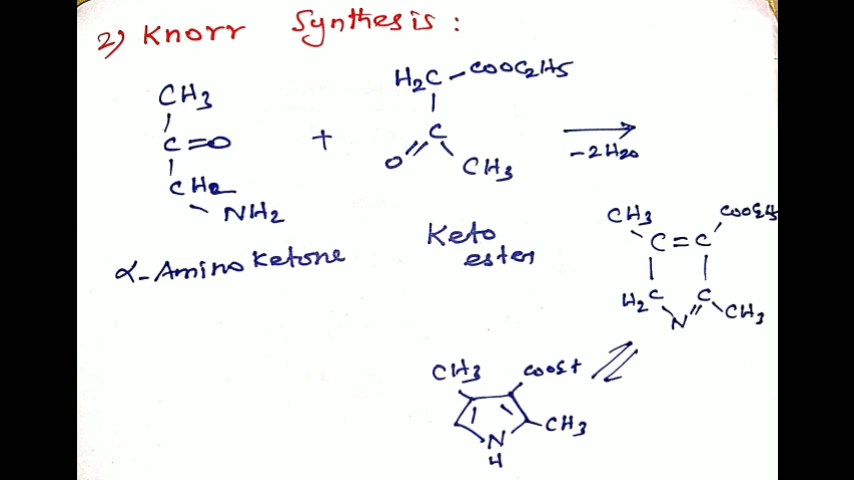 2) Knorr Synthesis :
CH3
C=O
CH2
NH2
+
H2C - COOC2H5
C
O
CH3
-2H2O
α-Amino Ketone
Keto
ester
CH3
C=C
H2C
C
N
CH3
CH3
COOEt
CH3
N
H